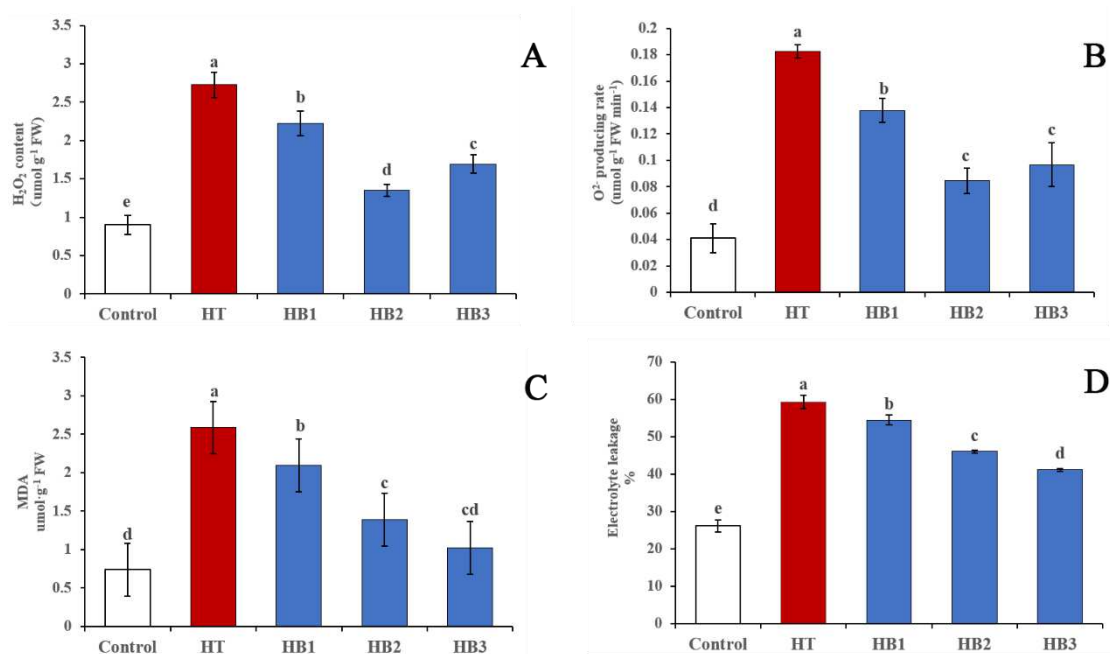 A
H₂O₂ content
(umol g⁻¹ FW)
3.5
3
2.5
2
1.5
1
0.5
0
e
a
b
d
c
Control HT HB1 HB2 HB3
B
O²⁻ producing rate
(umol g⁻¹ FW min⁻¹)
0.2
0.18
0.16
0.14
0.12
0.1
0.08
0.06
0.04
0.02
0
d
a
b
c
c
Control HT HB1 HB2 HB3
C
MDA
umol·g⁻¹ FW
3.5
3
2.5
2
1.5
1
0.5
0
d
a
b
c
cd
Control HT HB1 HB2 HB3
D
Electrolyte leakage
%
70
60
50
40
30
20
10
0
e
a
b
c
d
Control HT HB1 HB2 HB3